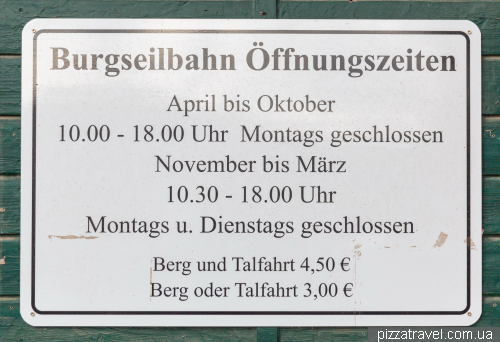 Burgseilbahn Öffnungszeiten
April bis Oktober
10.00 - 18.00 Uhr Montags geschlossen
November bis März
10.30 - 18.00 Uhr
Montags u. Dienstags geschlossen
Berg und Talfahrt 4,50 €
Berg oder Talfahrt 3,00 €
pizzatravel.com.ua